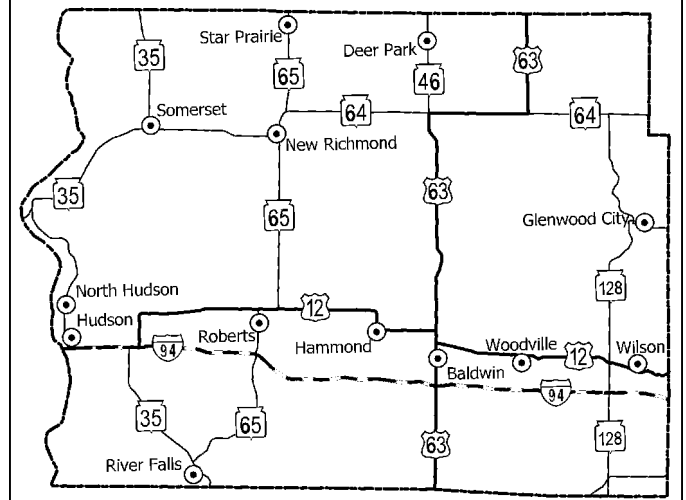 Star Prairie
35
65
Deer Park
46
63
Somerset
64
64
New Richmond
35
65
63
Glenwood City
128
North Hudson
Hudson
12
Roberts
94
Hammond
Woodville
12
Wilson
Baldwin
94
35
65
63
128
River Falls